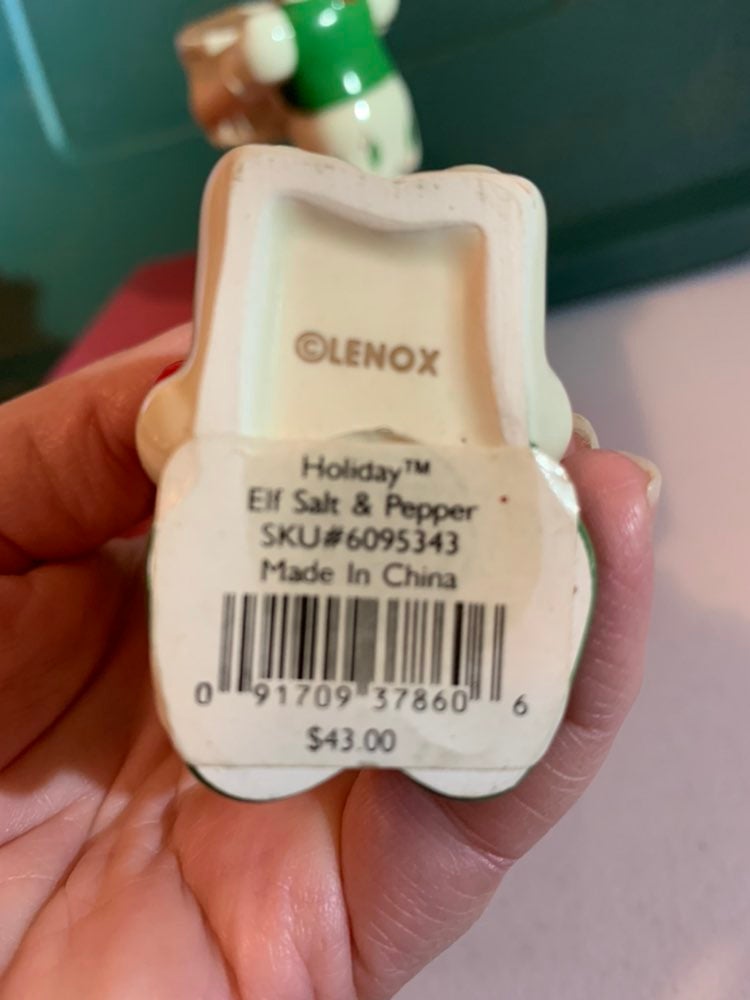 ©LENOX
Holiday™
Elf Salt & Pepper
SKU#6095343
Made In China
0 91709 37860 6
$43.00